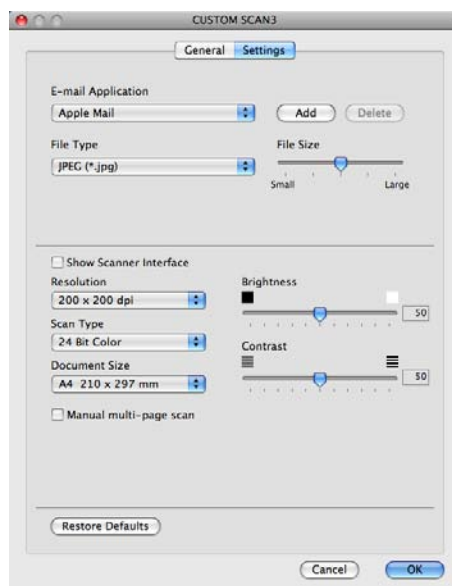 CUSTOM SCAN3
General Settings
E-mail Application
Apple Mail
Add Delete
File Type
File Size
JPEG (*.jpg)
Small Large
Show Scanner Interface
Resolution
Brightness
200 x 200 dpi
50
Scan Type
24 Bit Color
Contrast
Document Size
A4 210 x 297 mm
50
Manual multi-page scan
Restore Defaults
Cancel OK